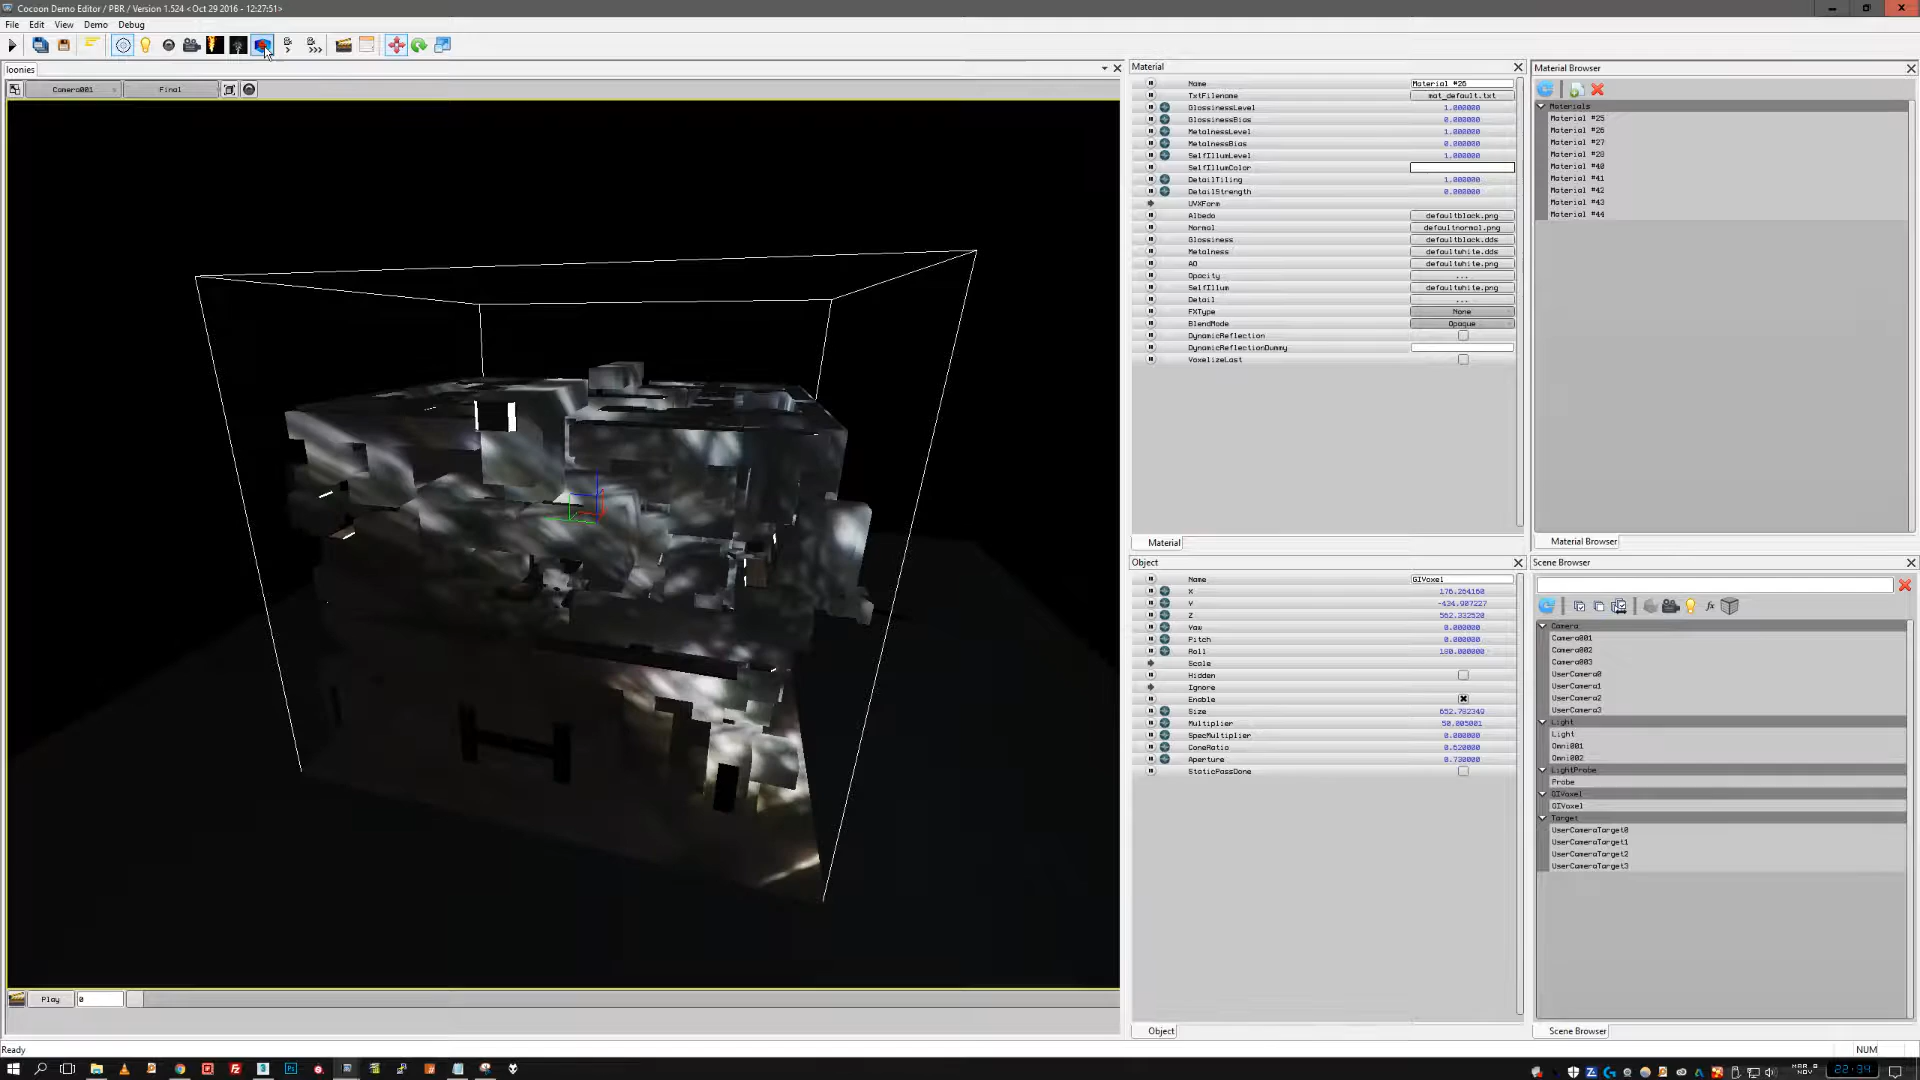 Cocoon Demo Editor / PBR / Version 1.524 <Oct 29 2016 - 12:27:51>
File Edit View Demo Debug
loonies
Camera001 Final
Play 0
Ready
Material
Name Material #26
TxtFilename mat_default.txt
GlossinessLevel 1.000000
GlossinessBias 0.000000
MetalnessLevel 1.000000
MetalnessBias 0.000000
SelfIllumLevel 1.000000
SelfIllumColor
DetailTiling 1.000000
DetailStrength 0.000000
UVXForm
Albedo defaultblack.png
Normal defaultnormal.png
Glossiness defaultblack.dds
Metalness defaultwhite.dds
AO defaultwhite.png
Opacity ...
SelfIllum defaultwhite.png
Detail ...
FXType None
BlendMode Opaque
DynamicReflection
DynamicReflectionDummy
VoxelizeLast
Material
Object
Name GIVoxel
X 176.264160
Y -434.907227
Z 562.332520
Yaw 0.000000
Pitch 0.000000
Roll 180.000000
Scale
Hidden
Ignore
Enable
Size 652.782349
Multiplier 50.005001
SpecMultiplier 0.000000
ConeRatio 0.620000
Aperture 0.730000
StaticPassDone
Object
Material Browser
Materials
Material #25
Material #26
Material #27
Material #28
Material #40
Material #41
Material #42
Material #43
Material #44
Material Browser
Scene Browser
Camera
Camera001
Camera002
Camera003
UserCamera0
UserCamera1
UserCamera2
UserCamera3
Light
Light
Omni001
Omni002
LightProbe
Probe
GIVoxel
GIVoxel
Target
UserCameraTarget0
UserCameraTarget1
UserCameraTarget2
UserCameraTarget3
Scene Browser
NUM
22:34